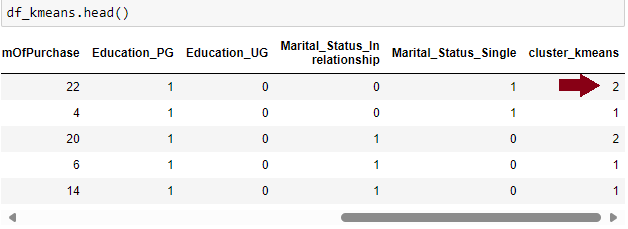 df_kmeans.head()
mOfPurchase Education_PG Education_UG Marital_Status_In relationship Marital_Status_Single cluster_kmeans
22 1 0 0 1 2
4 1 0 0 1 1
20 1 0 1 0 2
6 1 0 1 0 1
14 1 0 1 0 1